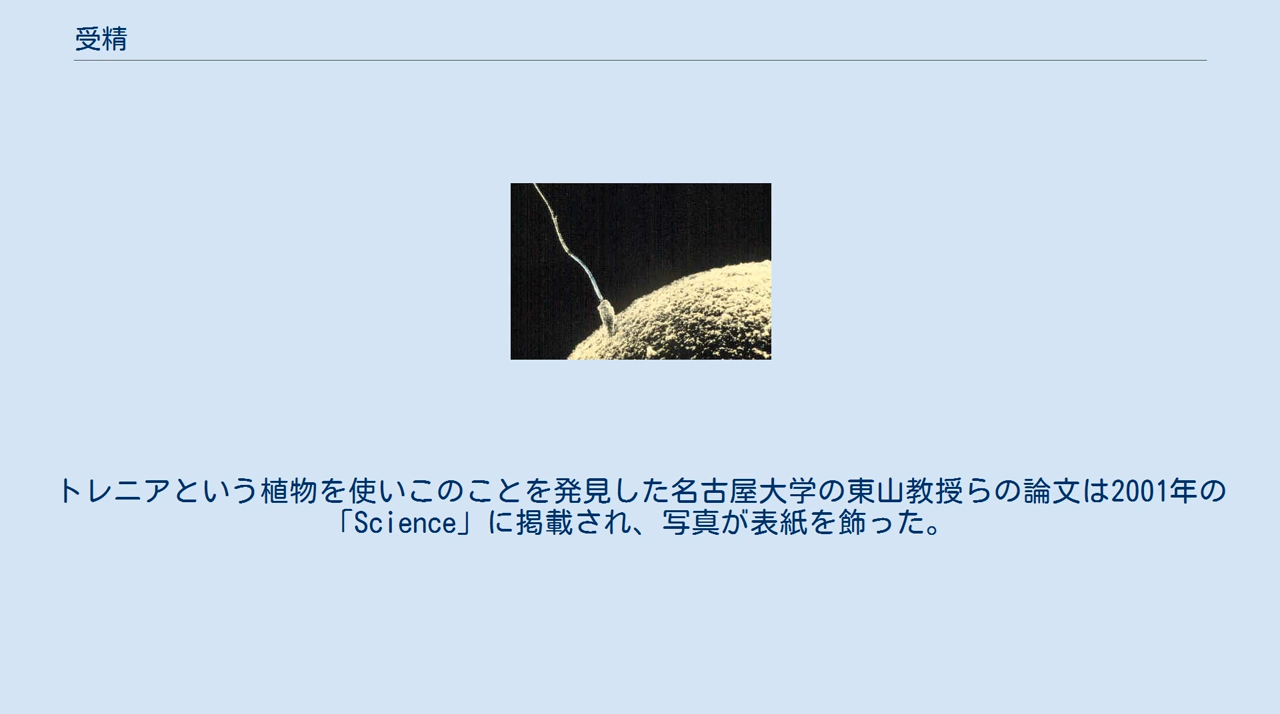 受精
トレニアという植物を使いこのことを発見した名古屋大学の東山教授らの論文は2001年の
「Science」に掲載され、写真が表紙を飾った。